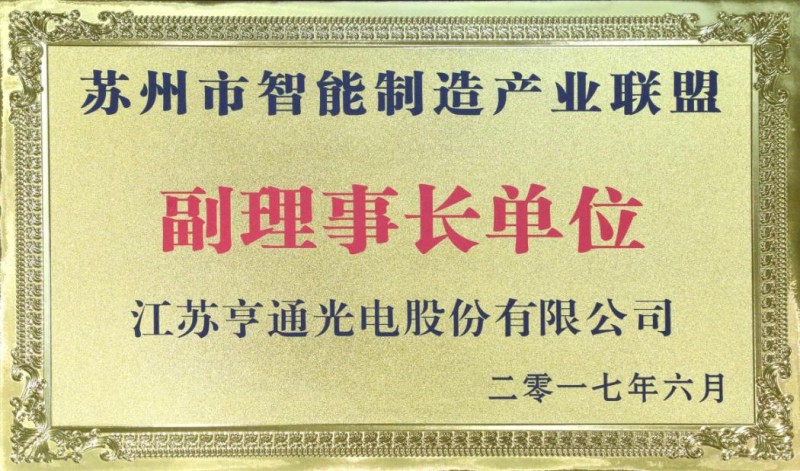 苏州市智能制造产业联盟
副理事长单位
江苏亨通光电股份有限公司
二零一七年六月